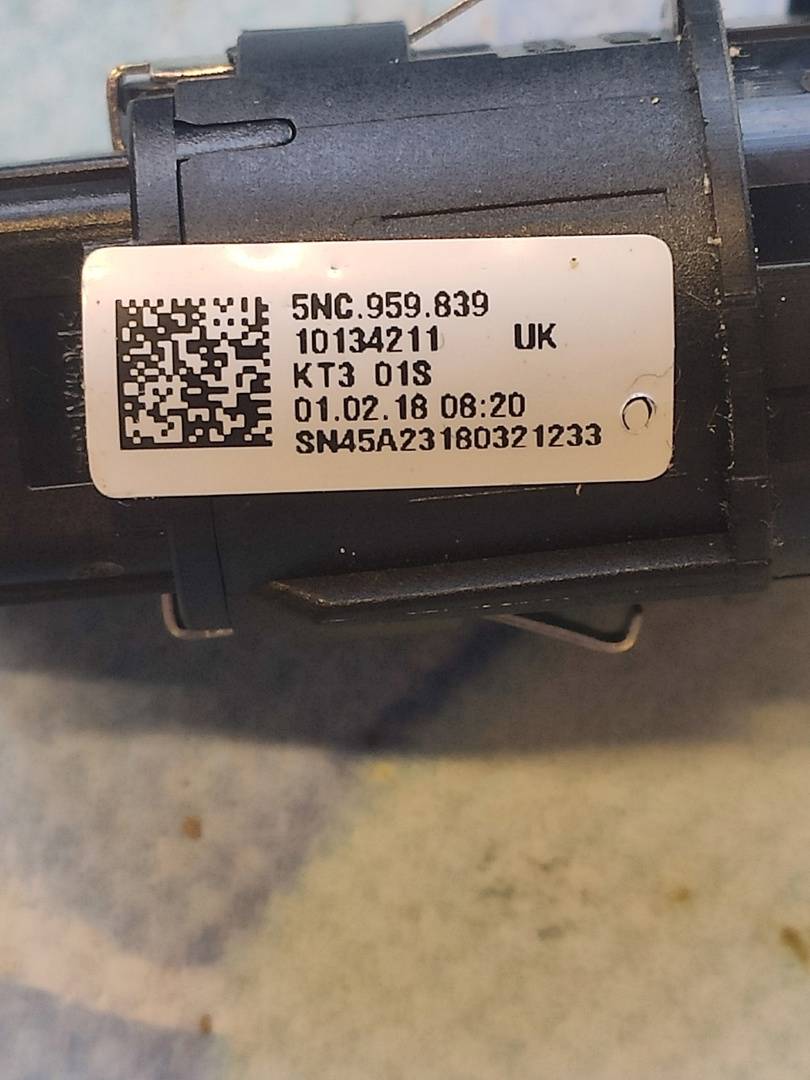 5NC.959.839
10134211 UK
KT3 01S
01.02.18 08:20
SN45A23180321233